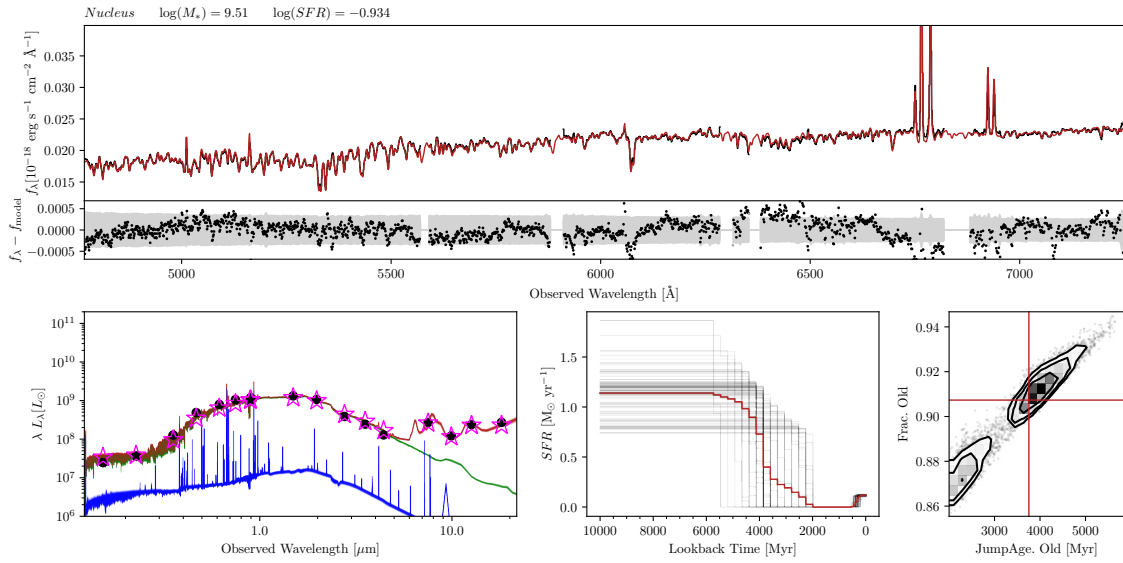 Nucleus log(M*) = 9.51 log(SFR) = −0.934
fλ[10⁻¹⁸ erg s⁻¹ cm⁻² Å⁻¹]
0.035
0.030
0.025
0.020
0.015
fλ − fmodel
0.0005
0.0000
−0.0005
5000 5500 6000 6500 7000
Observed Wavelength [Å]
λ Lλ[L⊙]
10¹¹
10¹⁰
10⁹
10⁸
10⁷
10⁶
1.0 10.0
Observed Wavelength [μm]
SFR [M⊙ yr⁻¹]
1.5
1.0
0.5
0.0
10000 8000 6000 4000 2000 0
Lookback Time [Myr]
Frac. Old
0.94
0.92
0.90
0.88
0.86
3000 4000 5000
JumpAge. Old [Myr]